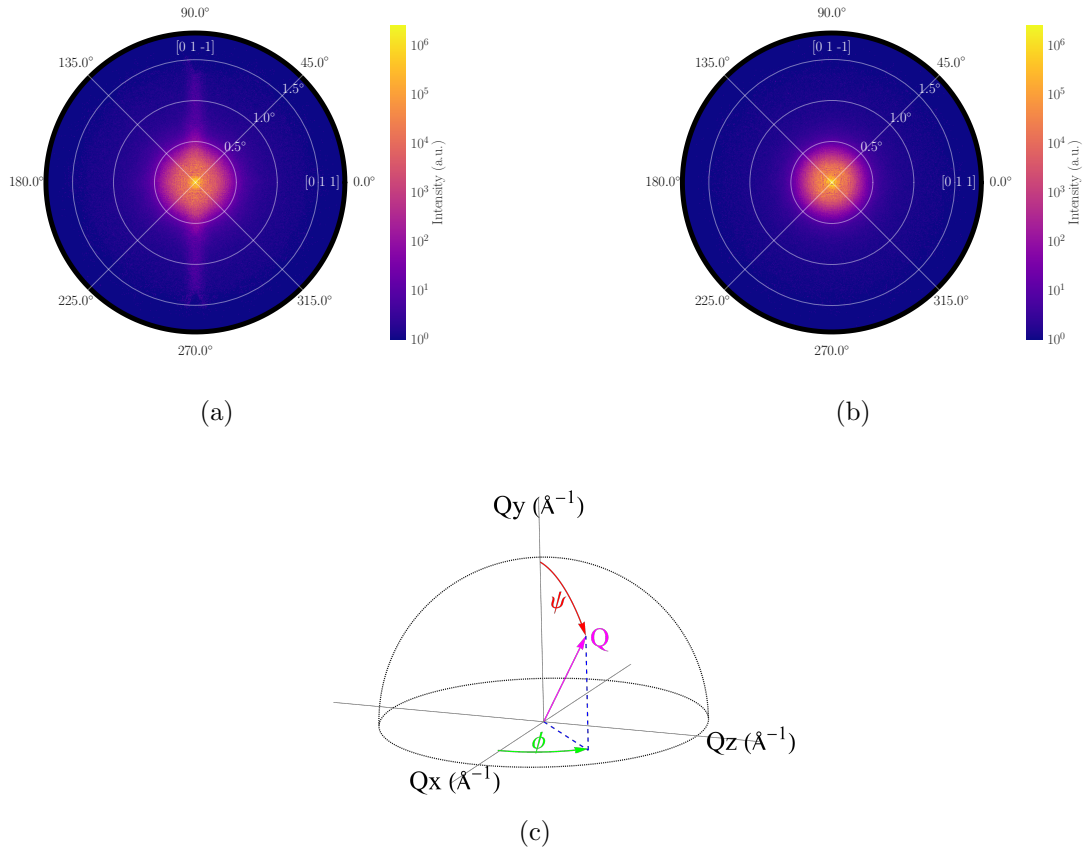 90.0°
90.0°
[0 1 -1]
[0 1 -1]
135.0°
45.0°
10⁶
135.0°
45.0°
10⁶
1.5°
1.5°
10⁵
10⁵
1.0°
1.0°
10⁴
10⁴
0.5°
0.5°
180.0°
[0 1 1]
0.0°
10³
Intensity (a.u.)
180.0°
[0 1 1]
0.0°
10³
Intensity (a.u.)
10²
10²
10¹
10¹
225.0°
315.0°
225.0°
315.0°
10⁰
10⁰
270.0°
270.0°
(a)
(b)
Qy (Å⁻¹)
ψ
Q
ϕ
Qz (Å⁻¹)
Qx (Å⁻¹)
(c)